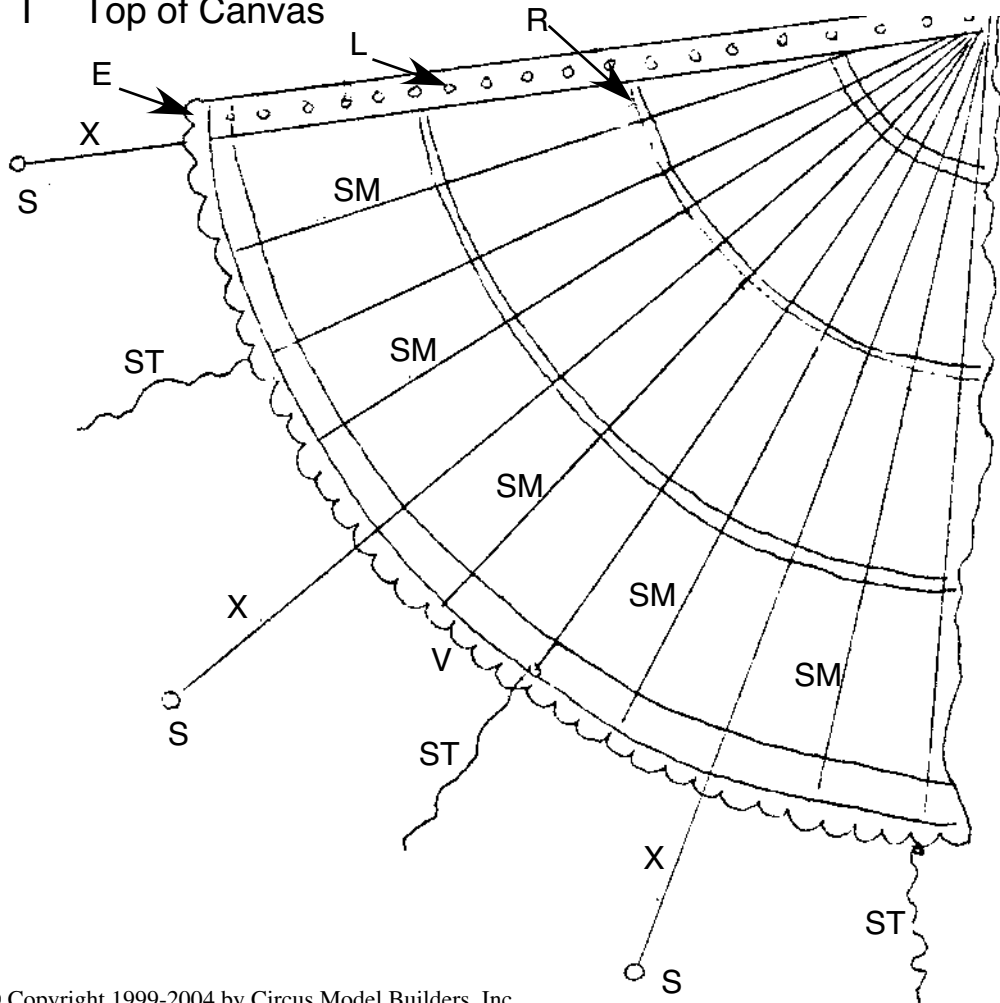 T Top of Canvas
R
L
E
X
S
SM
SM
ST
SM
SM
X
V
SM
S
ST
X
ST
S
Copyright 1999-2004 by Circus Model Builders, Inc